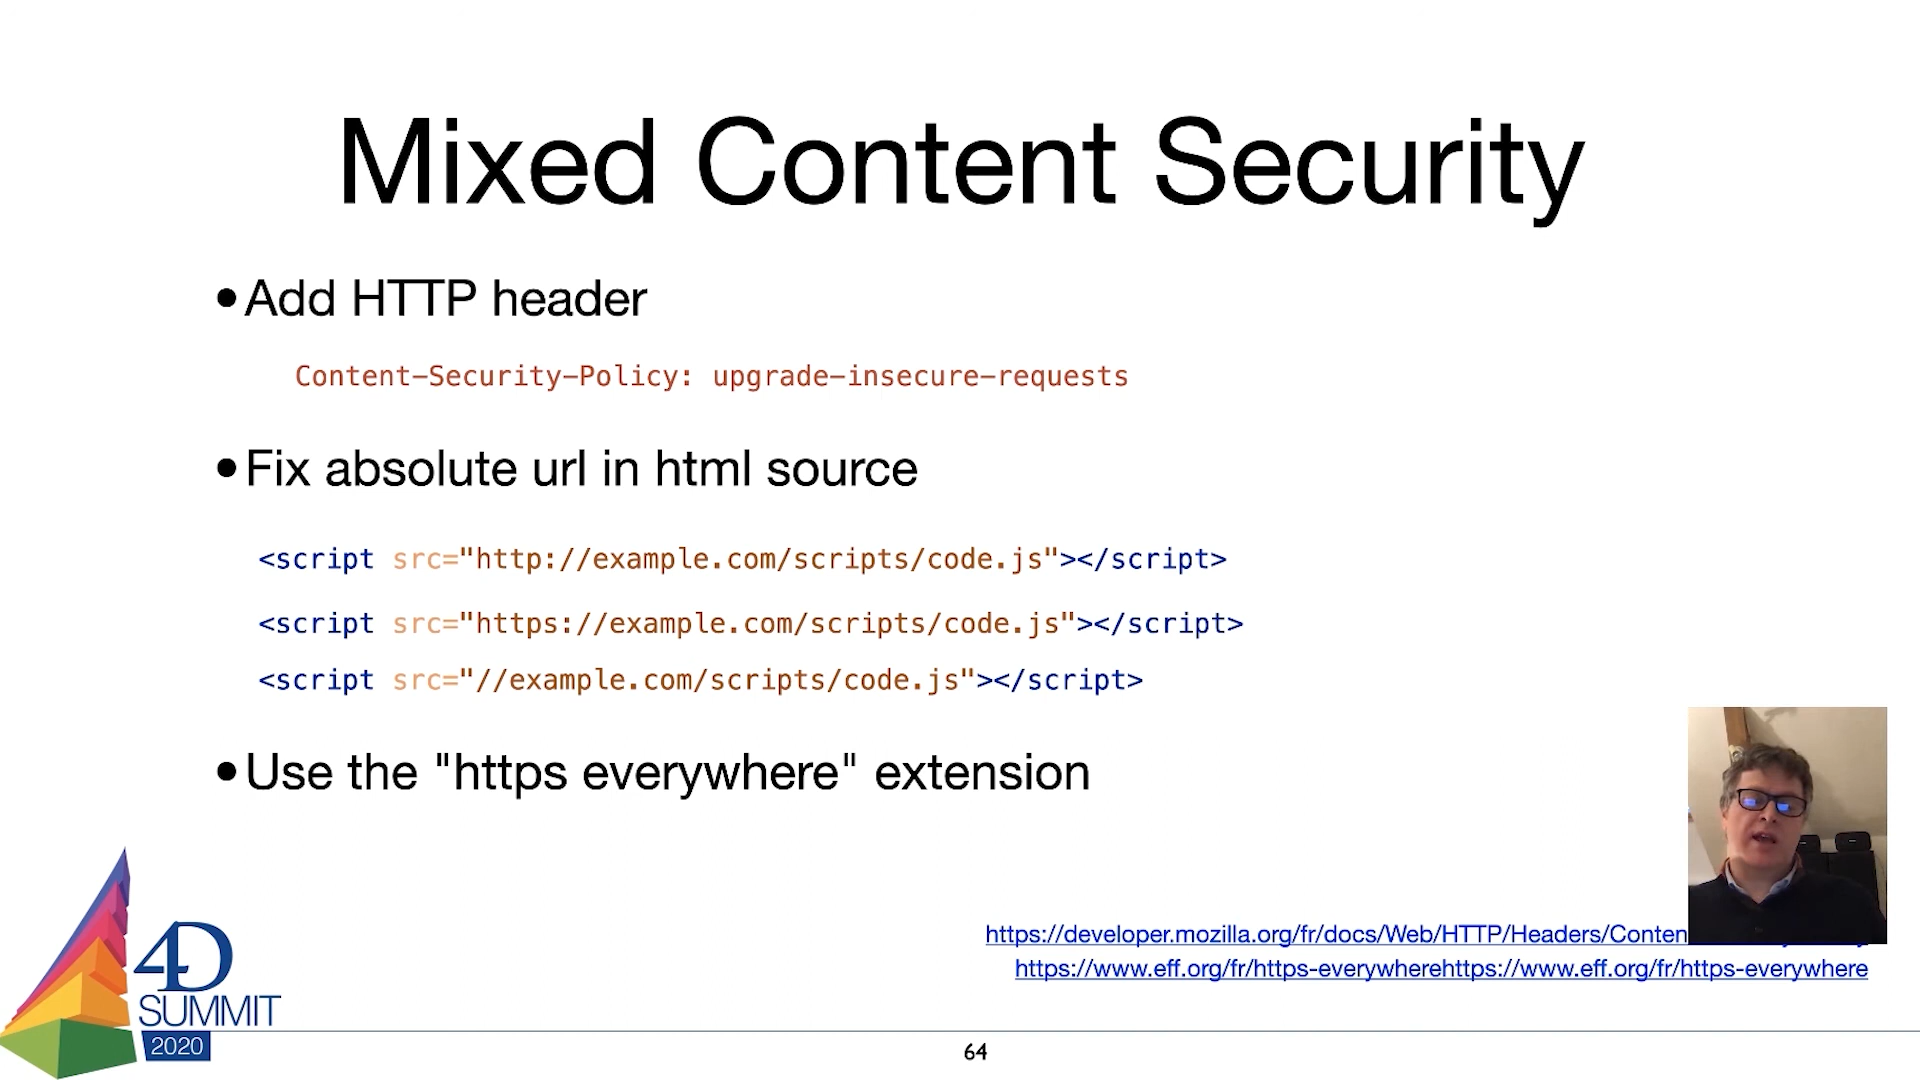 Mixed Content Security
•Add HTTP header
Content-Security-Policy: upgrade-insecure-requests
•Fix absolute url in html source
<script src="http://example.com/scripts/code.js"></script>
<script src="https://example.com/scripts/code.js"></script>
<script src="//example.com/scripts/code.js"></script>
•Use the "https everywhere" extension
https://developer.mozilla.org/fr/docs/Web/HTTP/Headers/Conten
https://www.eff.org/fr/https-everywherehttps://www.eff.org/fr/https-everywhere
4D
SUMMIT
2020
64